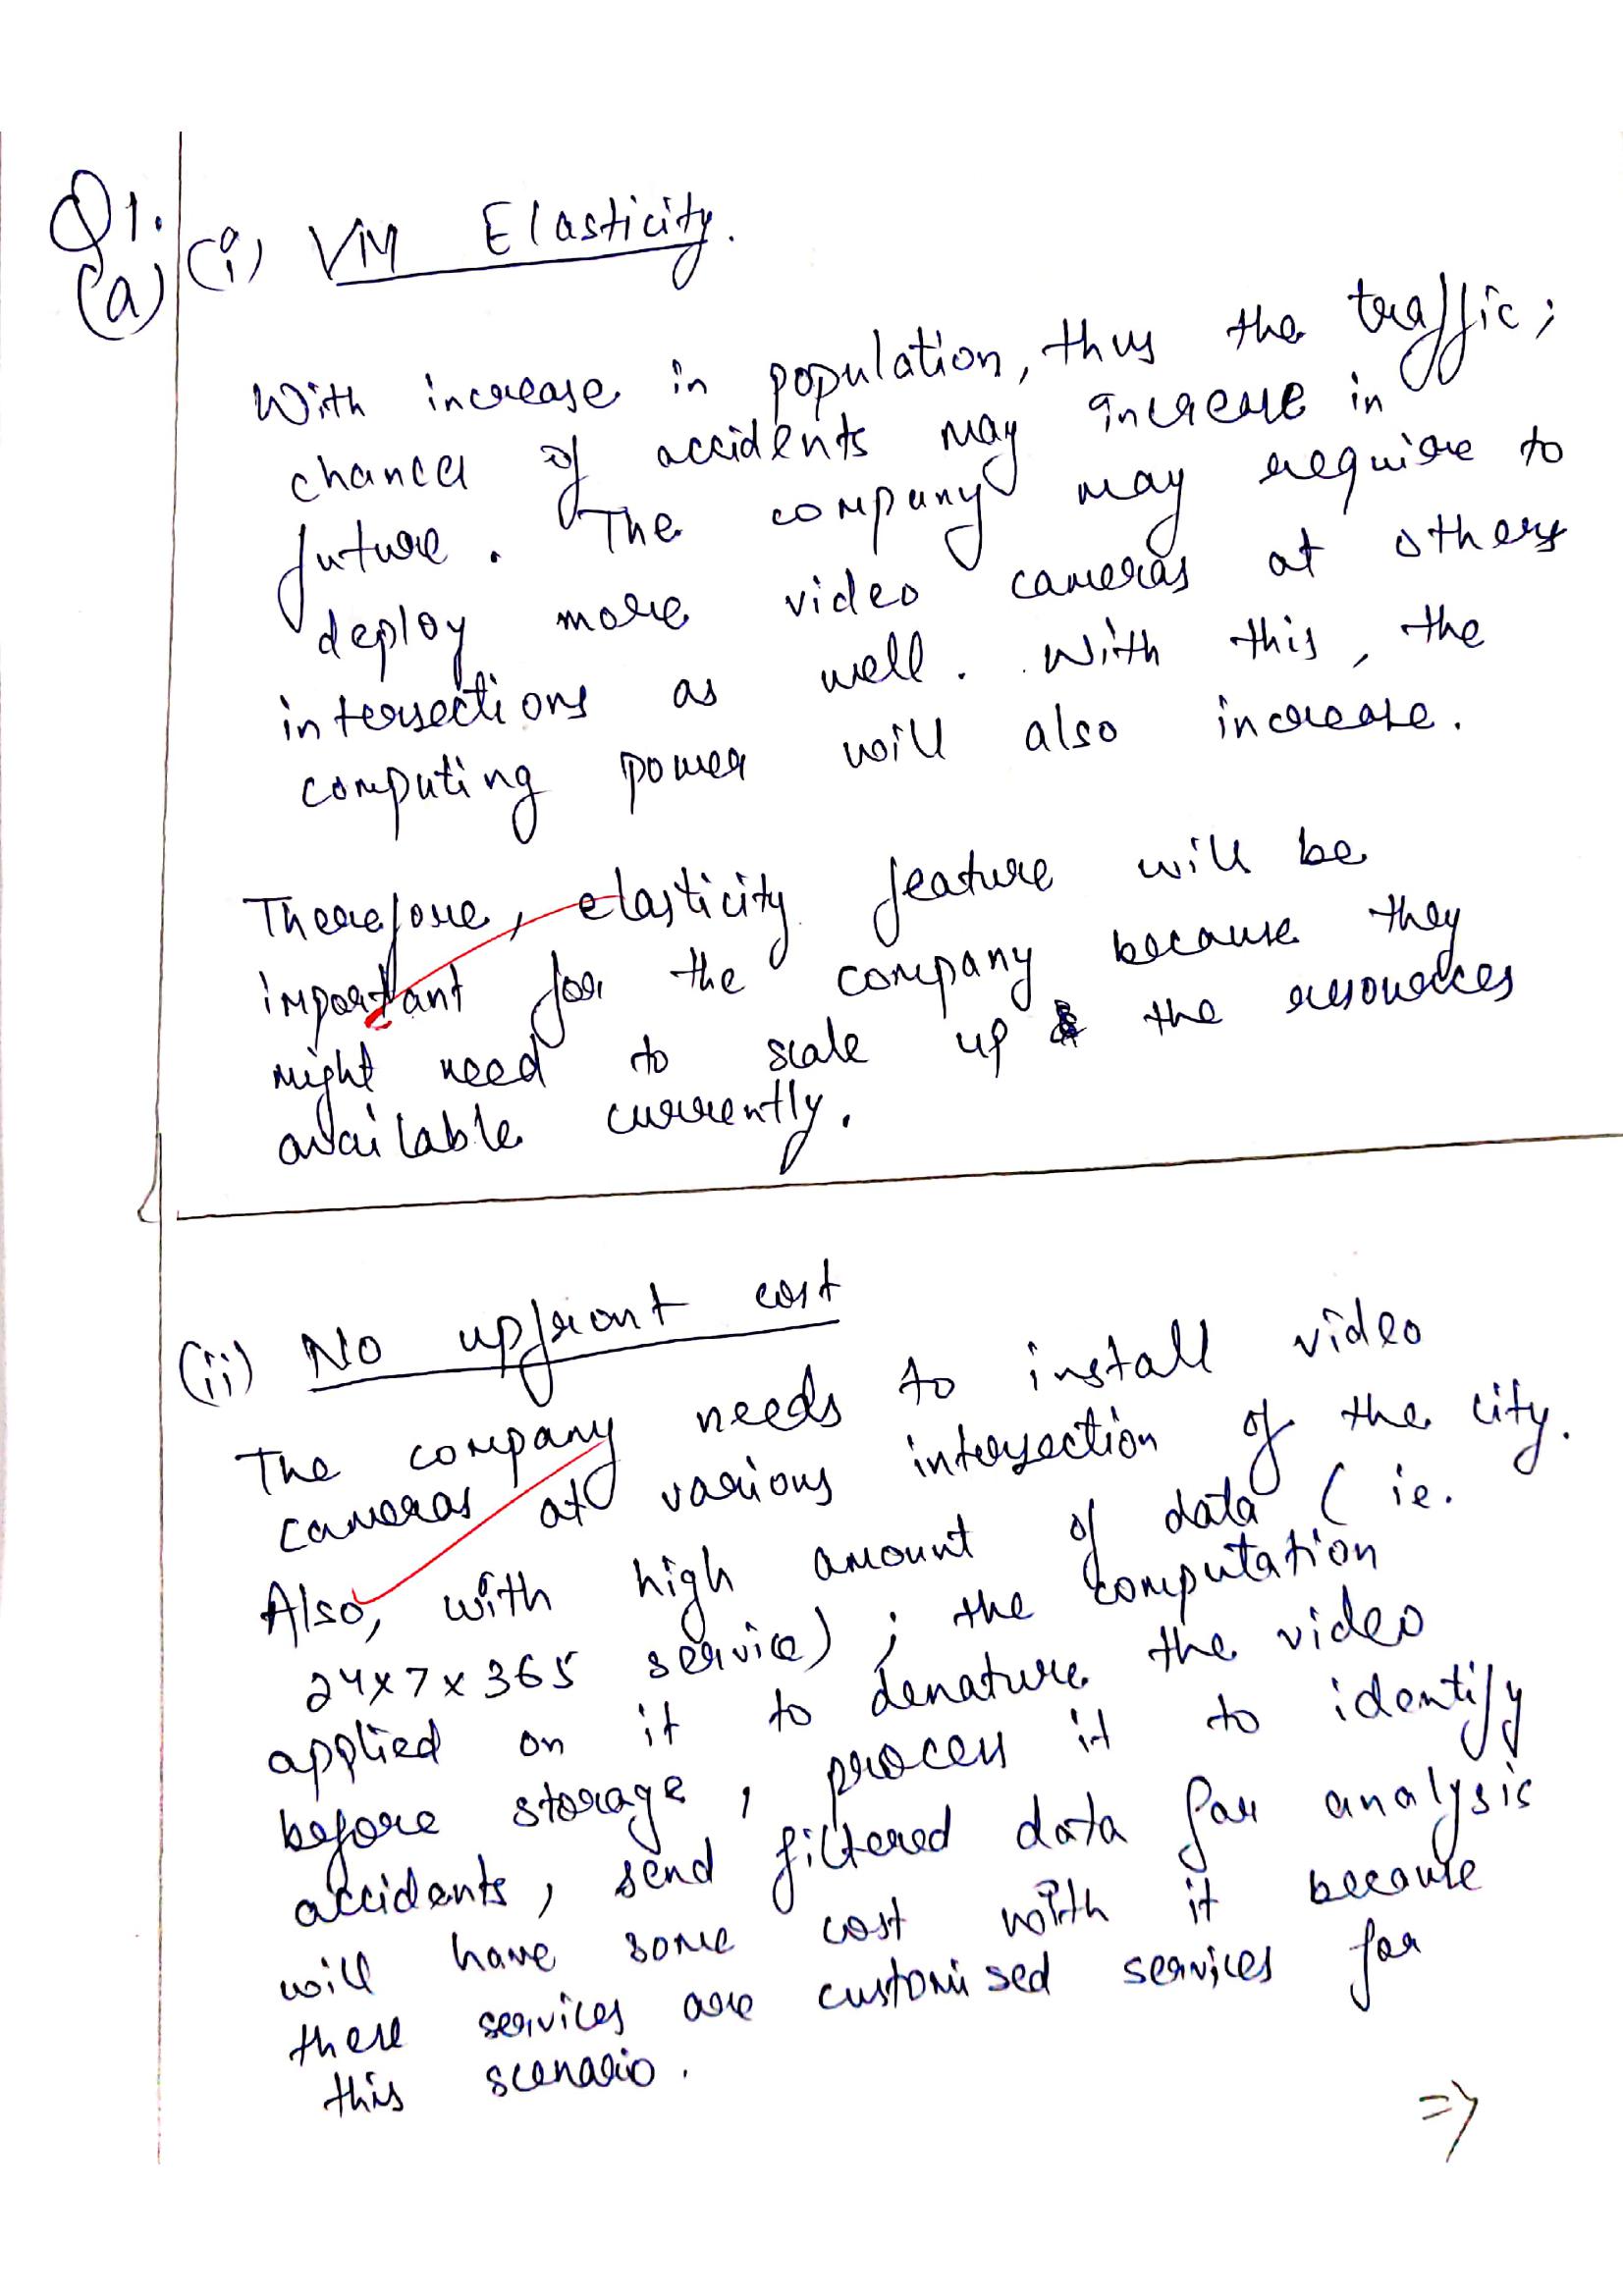 Q1.
(a) (i) VM Elasticity.
With increase in population, thus the traffic;
chances of accidents may increase in
future. The company may require to
deploy more video cameras at others
intersections as well. With this, the
computing power will also increase.
Therefore, elasticity feature will be
important for the company because they
might need to scale up the resources
available currently.
(ii) No upfront cost
The company needs to install video
cameras at various intersection of the city.
Also, with high amount of data (ie.
24x7x365 service); the computation
applied on it to denature the video
before storage, process it to identify
accidents, send filtered data for analysis
will have some cost with it because
these services are customised services for
this scenario.
=>